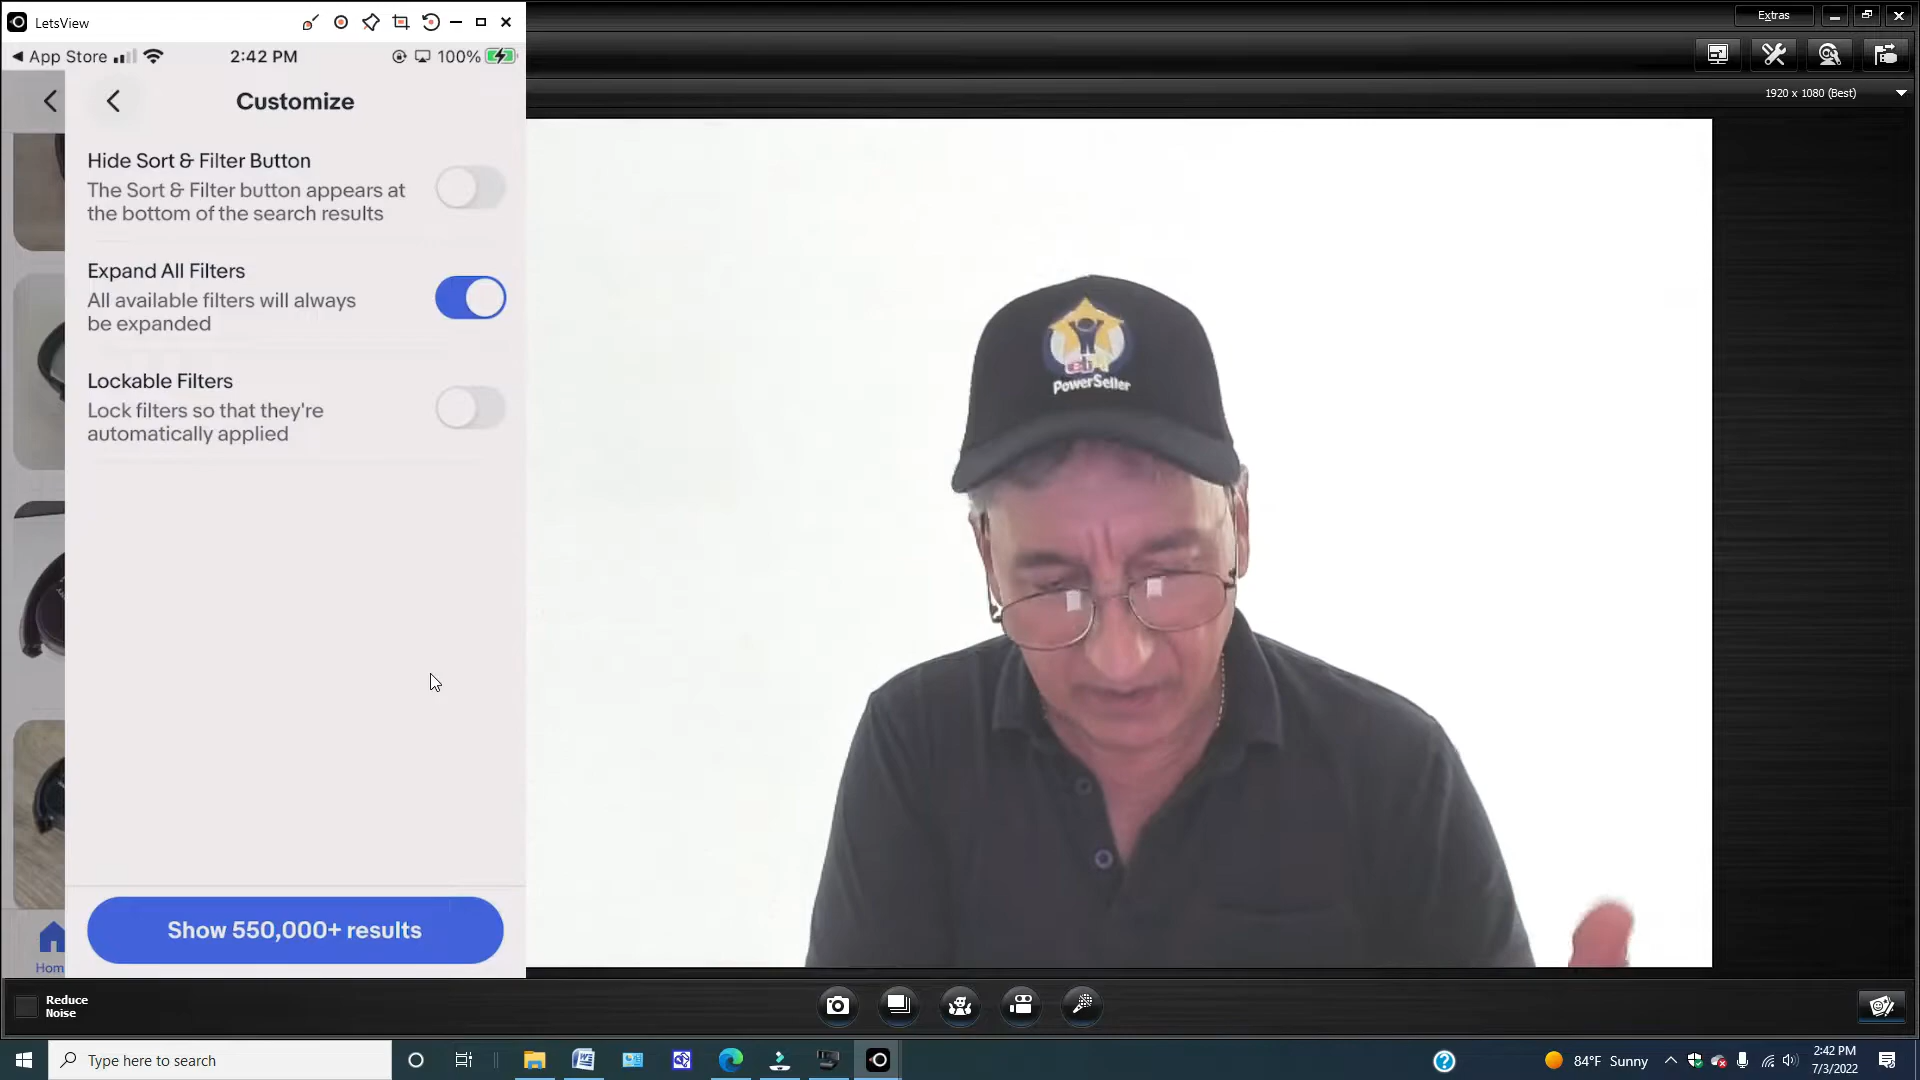 LetsView
Extras
App Store
2:42 PM
100%
Customize
1920 x 1080 (Best)
Hide Sort & Filter Button
The Sort & Filter button appears at
the bottom of the search results
Expand All Filters
All available filters will always
be expanded
Lockable Filters
Lock filters so that they're
automatically applied
PowerSeller
Show 550,000+ results
Hom
Reduce
Noise
Type here to search
84°F Sunny
2:42 PM
7/3/2022